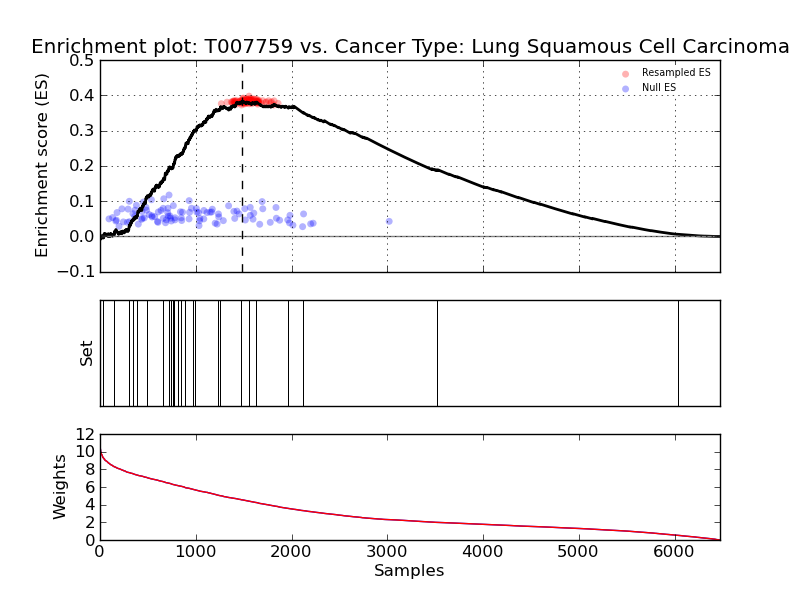 Enrichment plot: T007759 vs. Cancer Type: Lung Squamous Cell Carcinoma
0.5
0.4
0.3
0.2
0.1
0.0
−0.1
Enrichment score (ES)
Resampled ES
Null ES
Set
12
10
8
6
4
2
0
Weights
0 1000 2000 3000 4000 5000 6000
Samples